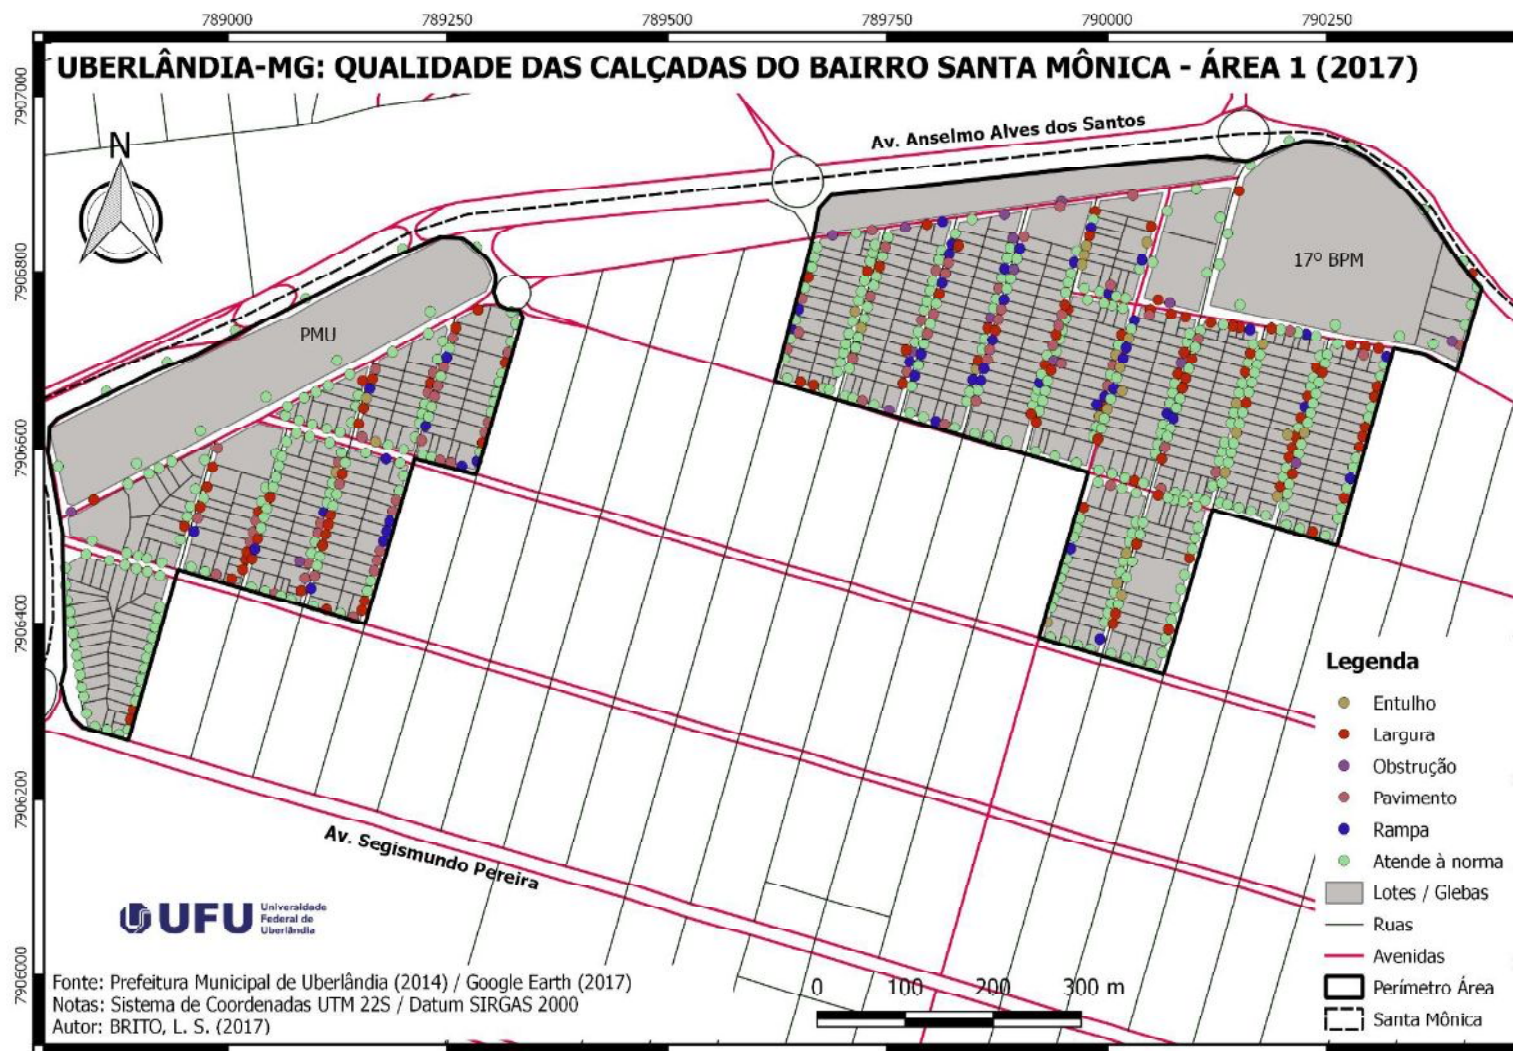 789000 789250 789500 789750 790000 790250
UBERLÂNDIA-MG: QUALIDADE DAS CALÇADAS DO BAIRRO SANTA MÔNICA - ÁREA 1 (2017)
7907000
7906800
7906600
7906400
7906200
7906000
N
Av. Anselmo Alves dos Santos
17º BPM
PMU
Av. Segismundo Pereira
Legenda
Entulho
Largura
Obstrução
Pavimento
Rampa
Atende à norma
Lotes / Glebas
Ruas
Avenidas
Perímetro Área
Santa Mônica
UFU
Universidade
Federal de
Uberlândia
Fonte: Prefeitura Municipal de Uberlândia (2014) / Google Earth (2017)
Notas: Sistema de Coordenadas UTM 22S / Datum SIRGAS 2000
Autor: BRITO, L. S. (2017)
0 100 200 300 m